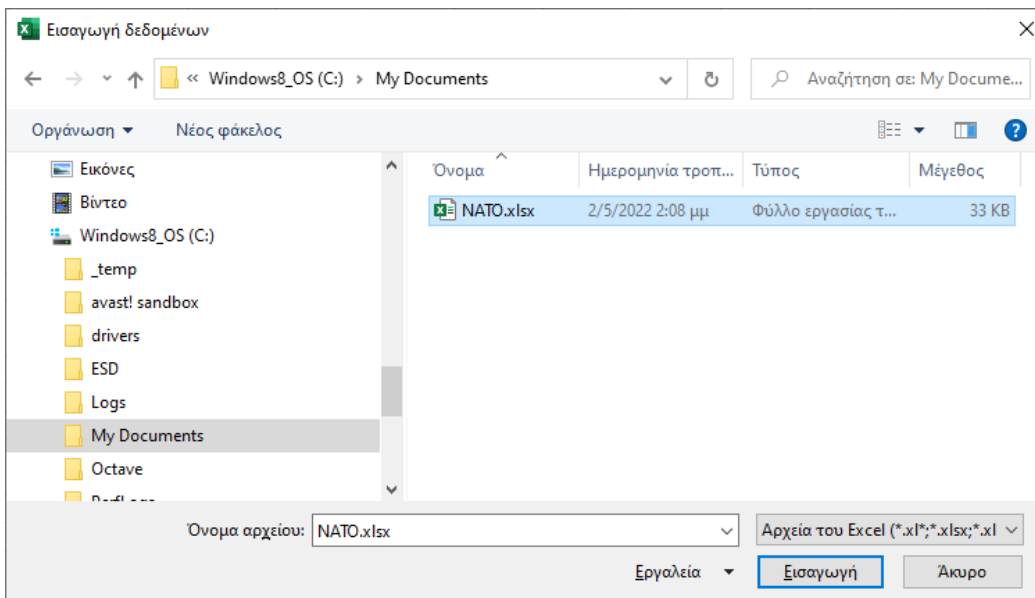 Εισαγωγή δεδομένων
« Windows8_OS (C:) > My Documents
Αναζήτηση σε: My Docume...
Οργάνωση Νέος φάκελος
Εικόνες
Βίντεο
Windows8_OS (C:)
_temp
avast! sandbox
drivers
ESD
Logs
My Documents
Octave
Όνομα Ημερομηνία τροπ... Τύπος Μέγεθος
NATO.xlsx 2/5/2022 2:08 μμ Φύλλο εργασίας τ... 33 KB
Όνομα αρχείου: NATO.xlsx
Αρχεία του Excel (*.xl*;*.xlsx;*.xl
Εργαλεία Εισαγωγή Άκυρο